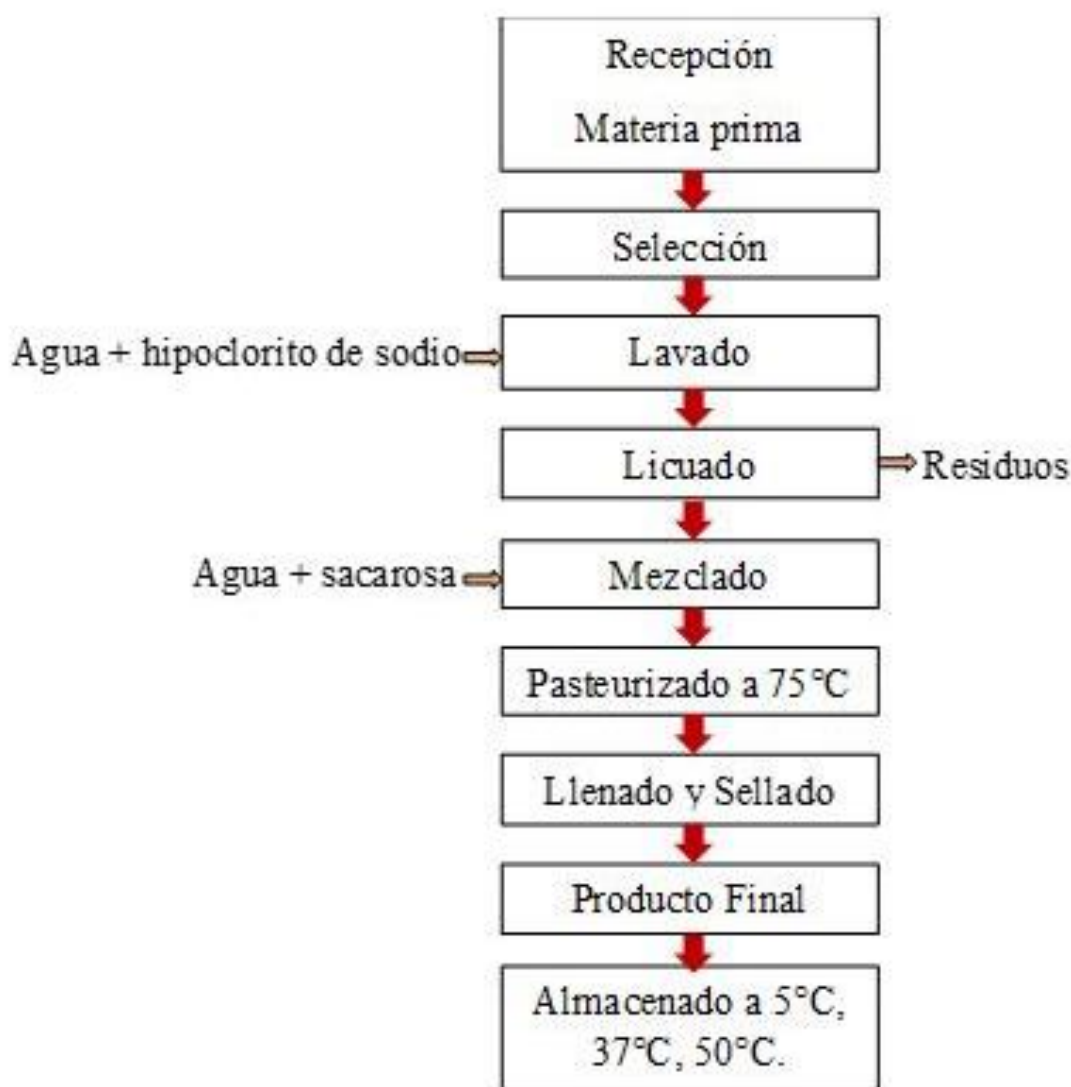 Recepción
Materia prima
Selección
Agua + hipoclorito de sodio
Lavado
Licuado
Residuos
Agua + sacarosa
Mezclado
Pasteurizado a 75°C
Llenado y Sellado
Producto Final
Almacenado a 5°C,
37°C, 50°C.